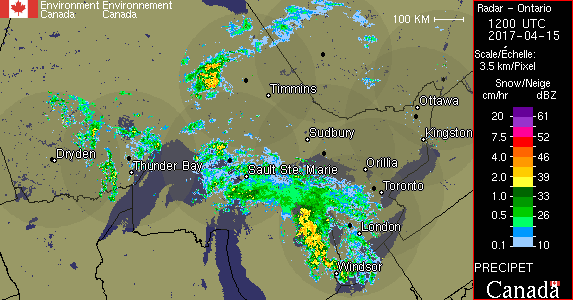 Environment Environnement
Canada Canada
100 KM
Timmins
Ottawa
Sudbury
Kingston
Dryden
Thunder Bay
Sault Ste. Marie
Orillia
Toronto
London
Windsor
Radar - Ontario
1200 UTC
2017-04-15
Scale/Échelle:
3.5 km/Pixel
Snow/Neige
cm/hr dBZ
20 61
7.5 52
4.0 46
2.0 39
1.0 33
0.5 26
0.1 10
PRECIPET
Canada